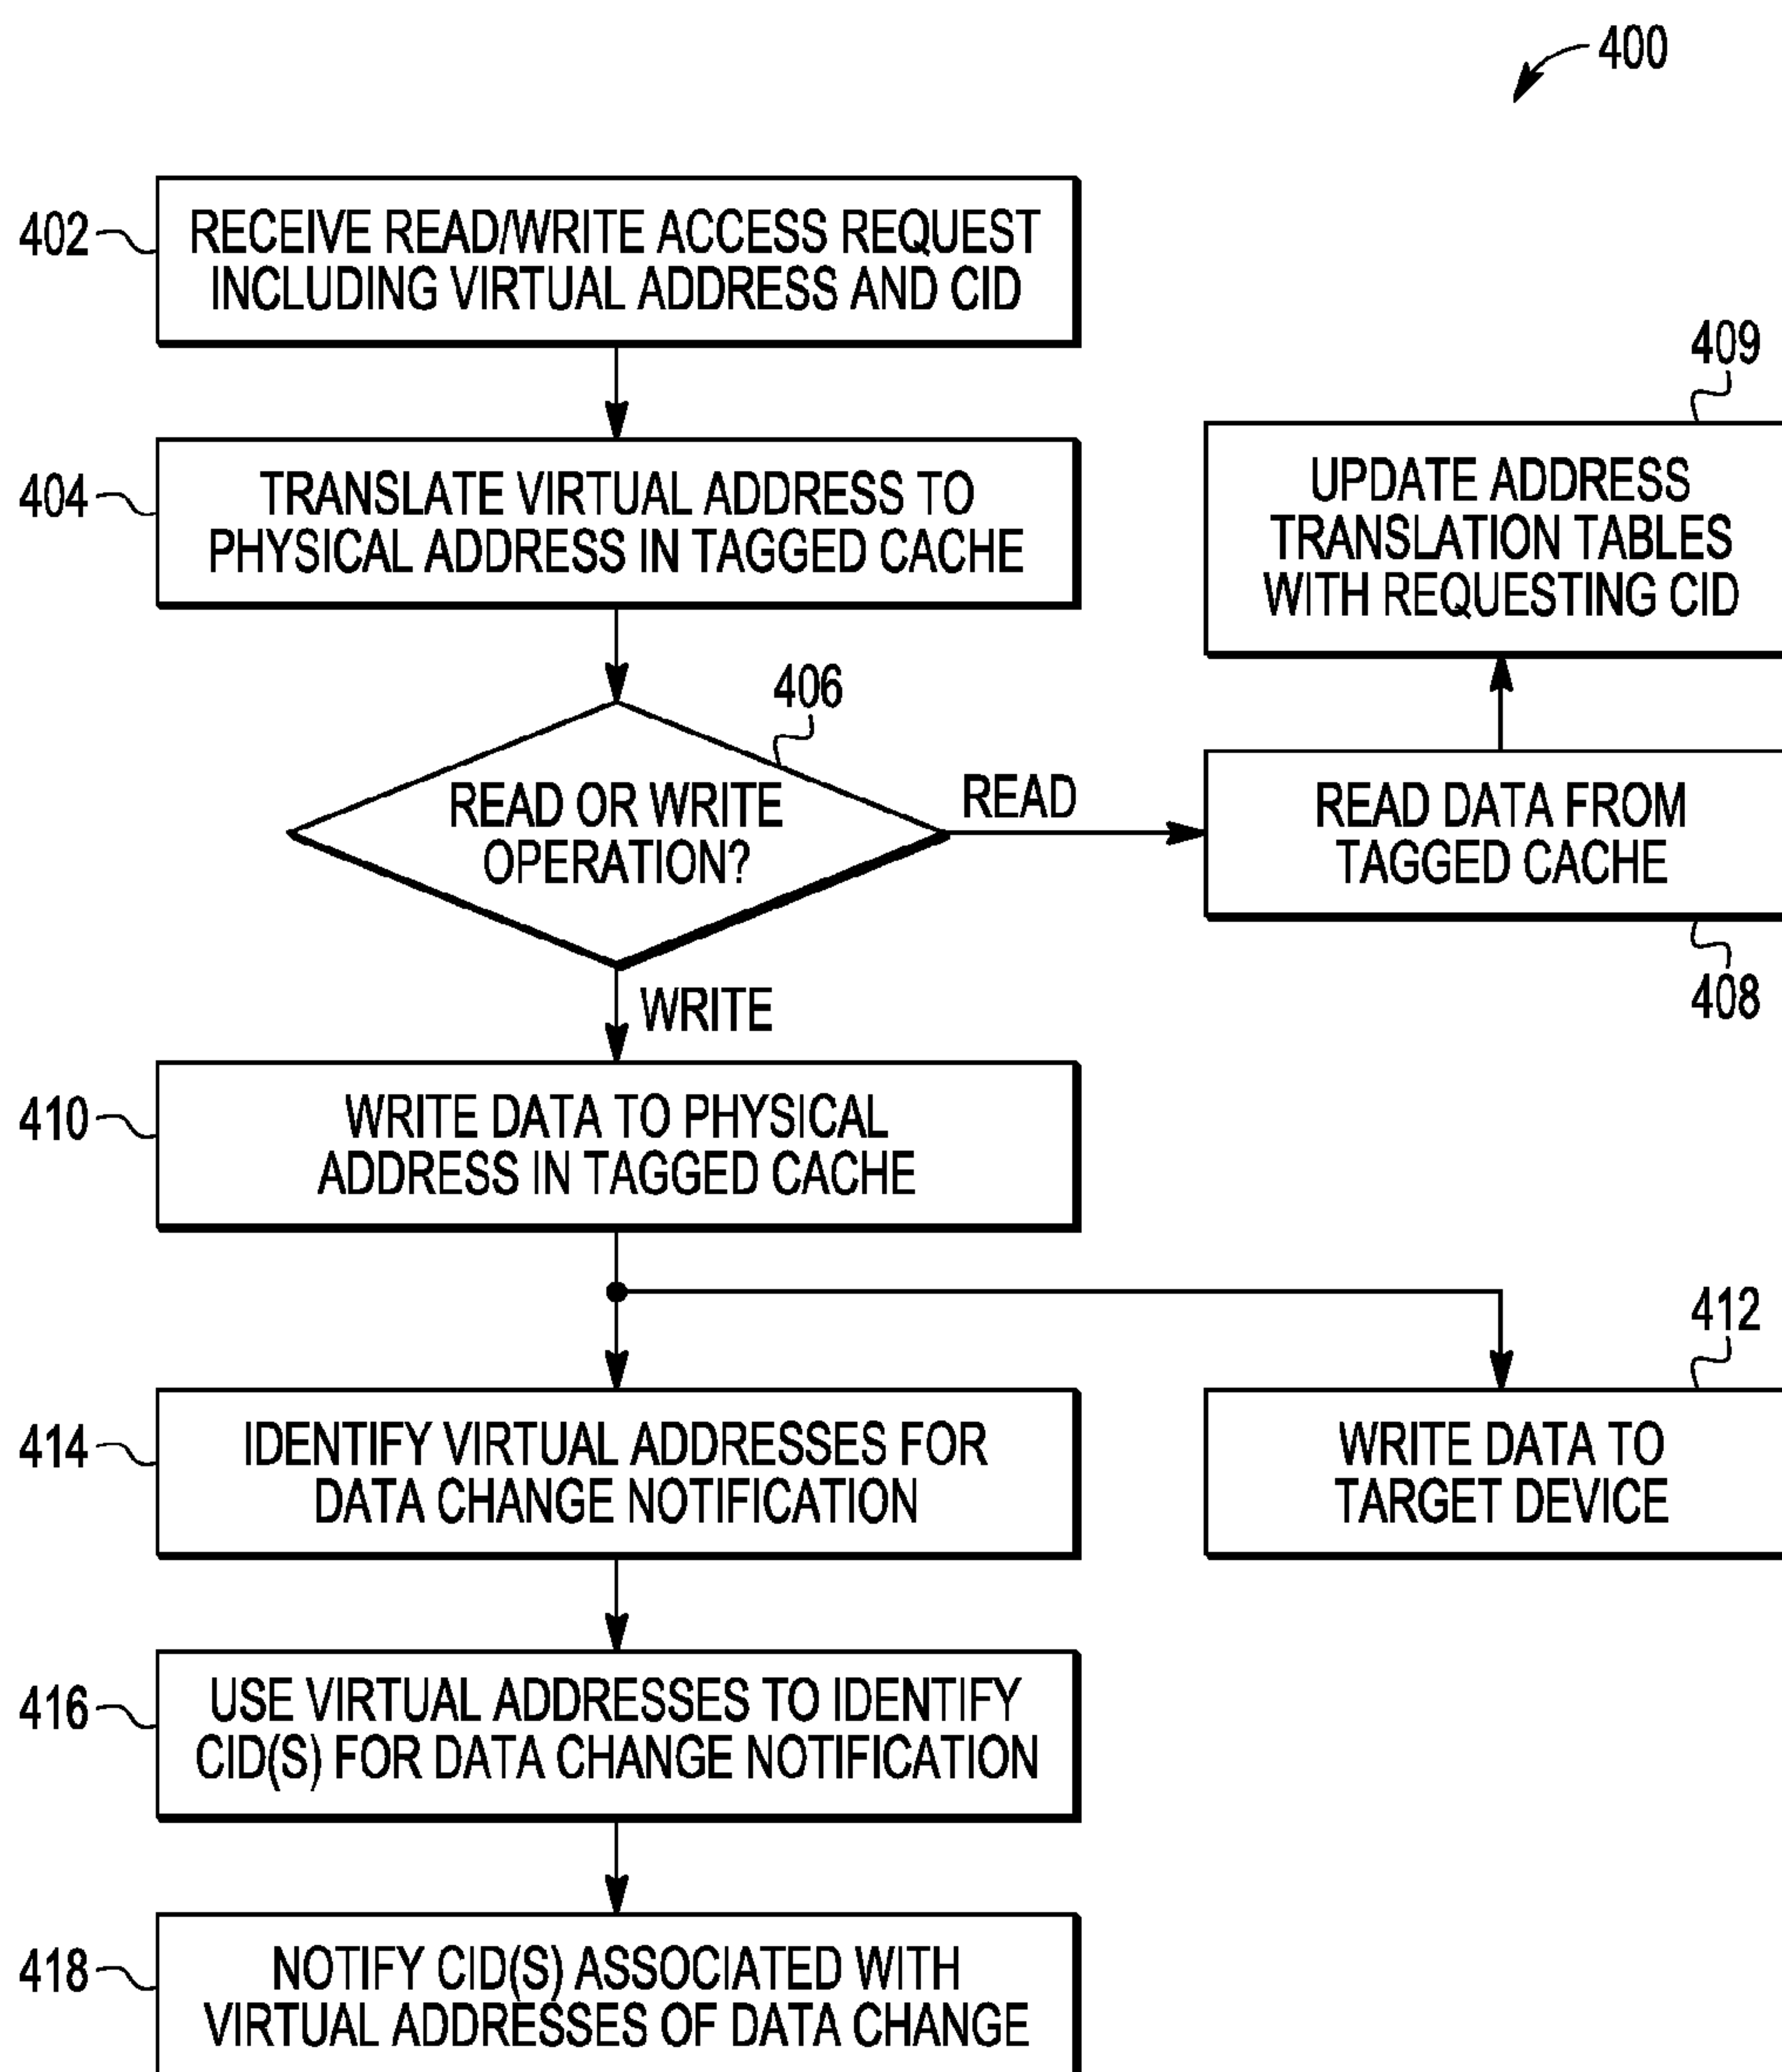 400
402
RECEIVE READ/WRITE ACCESS REQUEST
INCLUDING VIRTUAL ADDRESS AND CID
404
TRANSLATE VIRTUAL ADDRESS TO
PHYSICAL ADDRESS IN TAGGED CACHE
409
UPDATE ADDRESS
TRANSLATION TABLES
WITH REQUESTING CID
406
READ OR WRITE
OPERATION?
READ
READ DATA FROM
TAGGED CACHE
408
WRITE
410
WRITE DATA TO PHYSICAL
ADDRESS IN TAGGED CACHE
412
WRITE DATA TO
TARGET DEVICE
414
IDENTIFY VIRTUAL ADDRESSES FOR
DATA CHANGE NOTIFICATION
416
USE VIRTUAL ADDRESSES TO IDENTIFY
CID(S) FOR DATA CHANGE NOTIFICATION
418
NOTIFY CID(S) ASSOCIATED WITH
VIRTUAL ADDRESSES OF DATA CHANGE